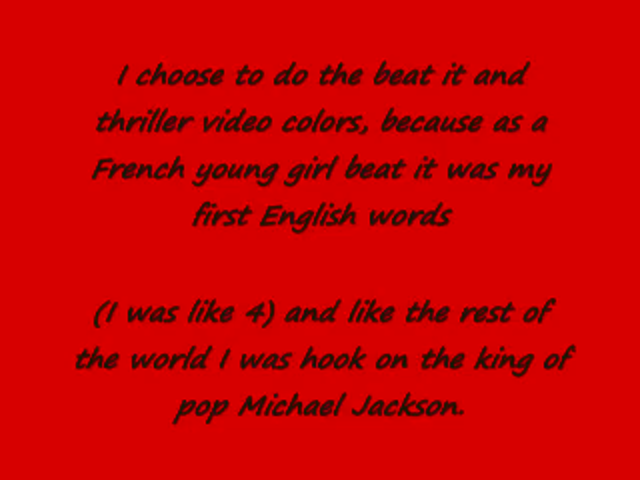 I choose to do the beat it and
thriller video colors, because as a
French young girl beat it was my
first English words
(I was like 4) and like the rest of
the world I was hook on the king of
pop Michael Jackson.